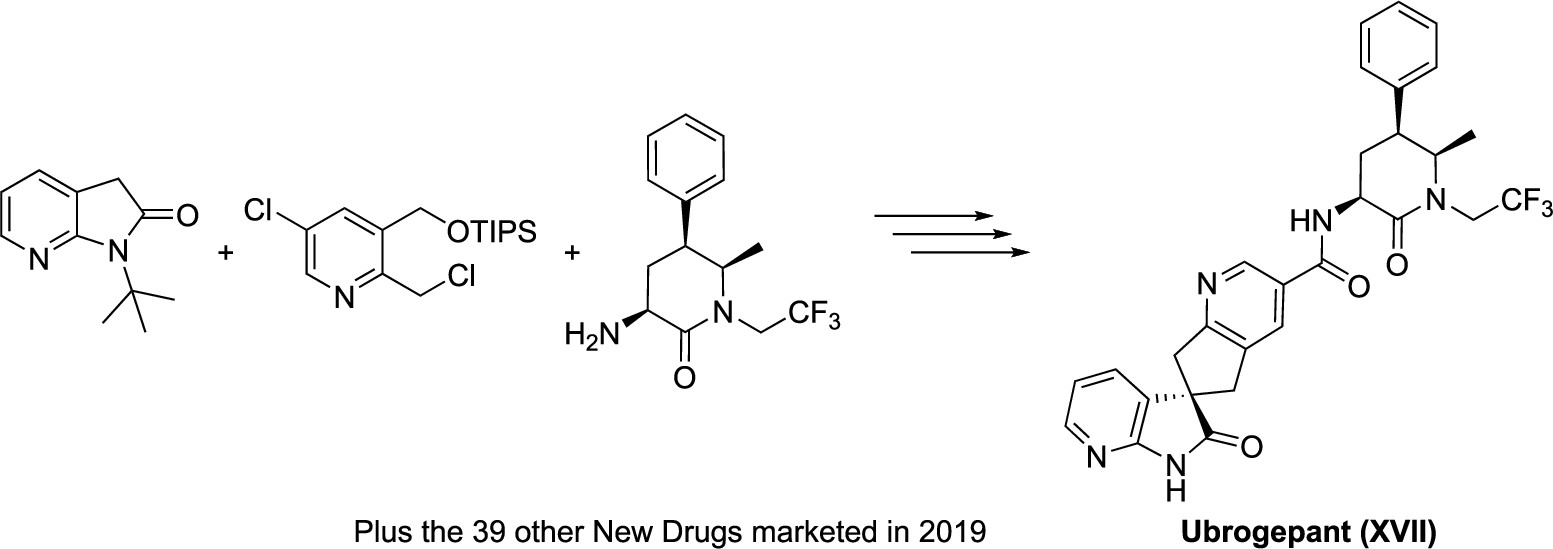 O
N
N
+
Cl
OTIPS
Cl
N
+
CF₃
N
H₂N
O
CF₃
N
HN
O
O
N
O
N
N
H
Plus the 39 other New Drugs marketed in 2019
Ubrogepant (XVII)